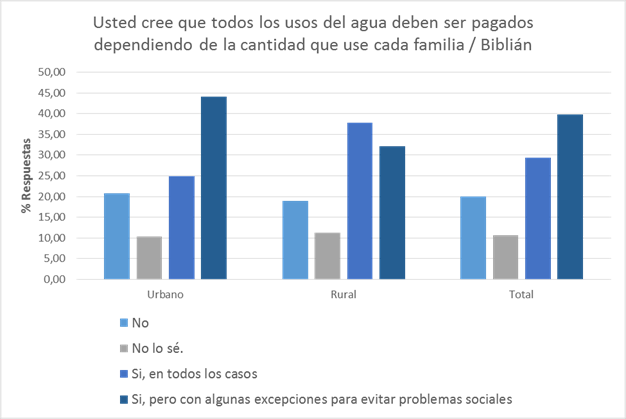 Usted cree que todos los usos del agua deben ser pagados
dependiendo de la cantidad que use cada familia / Biblián
50,00
45,00
40,00
35,00
30,00
25,00
20,00
15,00
10,00
5,00
0,00
% Respuestas
Urbano Rural Total
No
No lo sé.
Si, en todos los casos
Si, pero con algunas excepciones para evitar problemas sociales